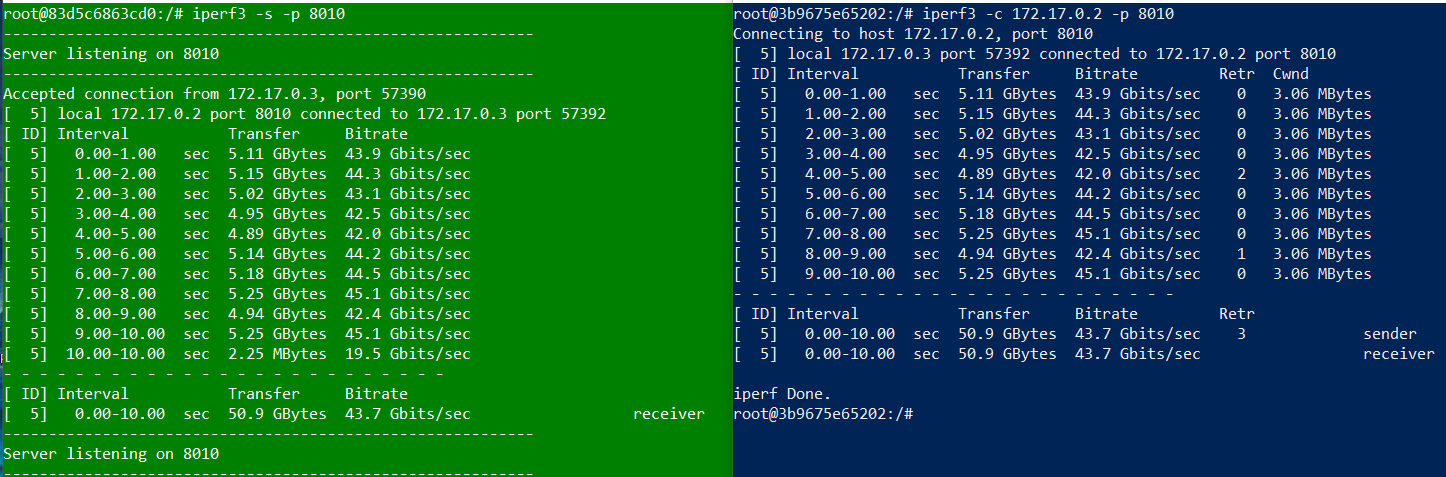 root@83d5c6863cd0:/# iperf3 -s -p 8010
-----------------------------------------------------------
Server listening on 8010
-----------------------------------------------------------
Accepted connection from 172.17.0.3, port 57390
[  5] local 172.17.0.2 port 8010 connected to 172.17.0.3 port 57392
[ ID] Interval           Transfer     Bitrate
[  5]   0.00-1.00   sec  5.11 GBytes  43.9 Gbits/sec
[  5]   1.00-2.00   sec  5.15 GBytes  44.3 Gbits/sec
[  5]   2.00-3.00   sec  5.02 GBytes  43.1 Gbits/sec
[  5]   3.00-4.00   sec  4.95 GBytes  42.5 Gbits/sec
[  5]   4.00-5.00   sec  4.89 GBytes  42.0 Gbits/sec
[  5]   5.00-6.00   sec  5.14 GBytes  44.2 Gbits/sec
[  5]   6.00-7.00   sec  5.18 GBytes  44.5 Gbits/sec
[  5]   7.00-8.00   sec  5.25 GBytes  45.1 Gbits/sec
[  5]   8.00-9.00   sec  4.94 GBytes  42.4 Gbits/sec
[  5]   9.00-10.00  sec  5.25 GBytes  45.1 Gbits/sec
[  5]  10.00-10.00  sec  2.25 MBytes  19.5 Gbits/sec
- - - - - - - - - - - - - - - - - - - - - - - - -
[ ID] Interval           Transfer     Bitrate
[  5]   0.00-10.00  sec  50.9 GBytes  43.7 Gbits/sec                  receiver
-----------------------------------------------------------
Server listening on 8010
-----------------------------------------------------------
root@3b9675e65202:/# iperf3 -c 172.17.0.2 -p 8010
Connecting to host 172.17.0.2, port 8010
[  5] local 172.17.0.3 port 57392 connected to 172.17.0.2 port 8010
[ ID] Interval           Transfer     Bitrate         Retr  Cwnd
[  5]   0.00-1.00   sec  5.11 GBytes  43.9 Gbits/sec    0   3.06 MBytes
[  5]   1.00-2.00   sec  5.15 GBytes  44.3 Gbits/sec    0   3.06 MBytes
[  5]   2.00-3.00   sec  5.02 GBytes  43.1 Gbits/sec    0   3.06 MBytes
[  5]   3.00-4.00   sec  4.95 GBytes  42.5 Gbits/sec    0   3.06 MBytes
[  5]   4.00-5.00   sec  4.89 GBytes  42.0 Gbits/sec    2   3.06 MBytes
[  5]   5.00-6.00   sec  5.14 GBytes  44.2 Gbits/sec    0   3.06 MBytes
[  5]   6.00-7.00   sec  5.18 GBytes  44.5 Gbits/sec    0   3.06 MBytes
[  5]   7.00-8.00   sec  5.25 GBytes  45.1 Gbits/sec    0   3.06 MBytes
[  5]   8.00-9.00   sec  4.94 GBytes  42.4 Gbits/sec    1   3.06 MBytes
[  5]   9.00-10.00  sec  5.25 GBytes  45.1 Gbits/sec    0   3.06 MBytes
- - - - - - - - - - - - - - - - - - - - - - - - -
[ ID] Interval           Transfer     Bitrate         Retr
[  5]   0.00-10.00  sec  50.9 GBytes  43.7 Gbits/sec    3             sender
[  5]   0.00-10.00  sec  50.9 GBytes  43.7 Gbits/sec                  receiver
iperf Done.
root@3b9675e65202:/#